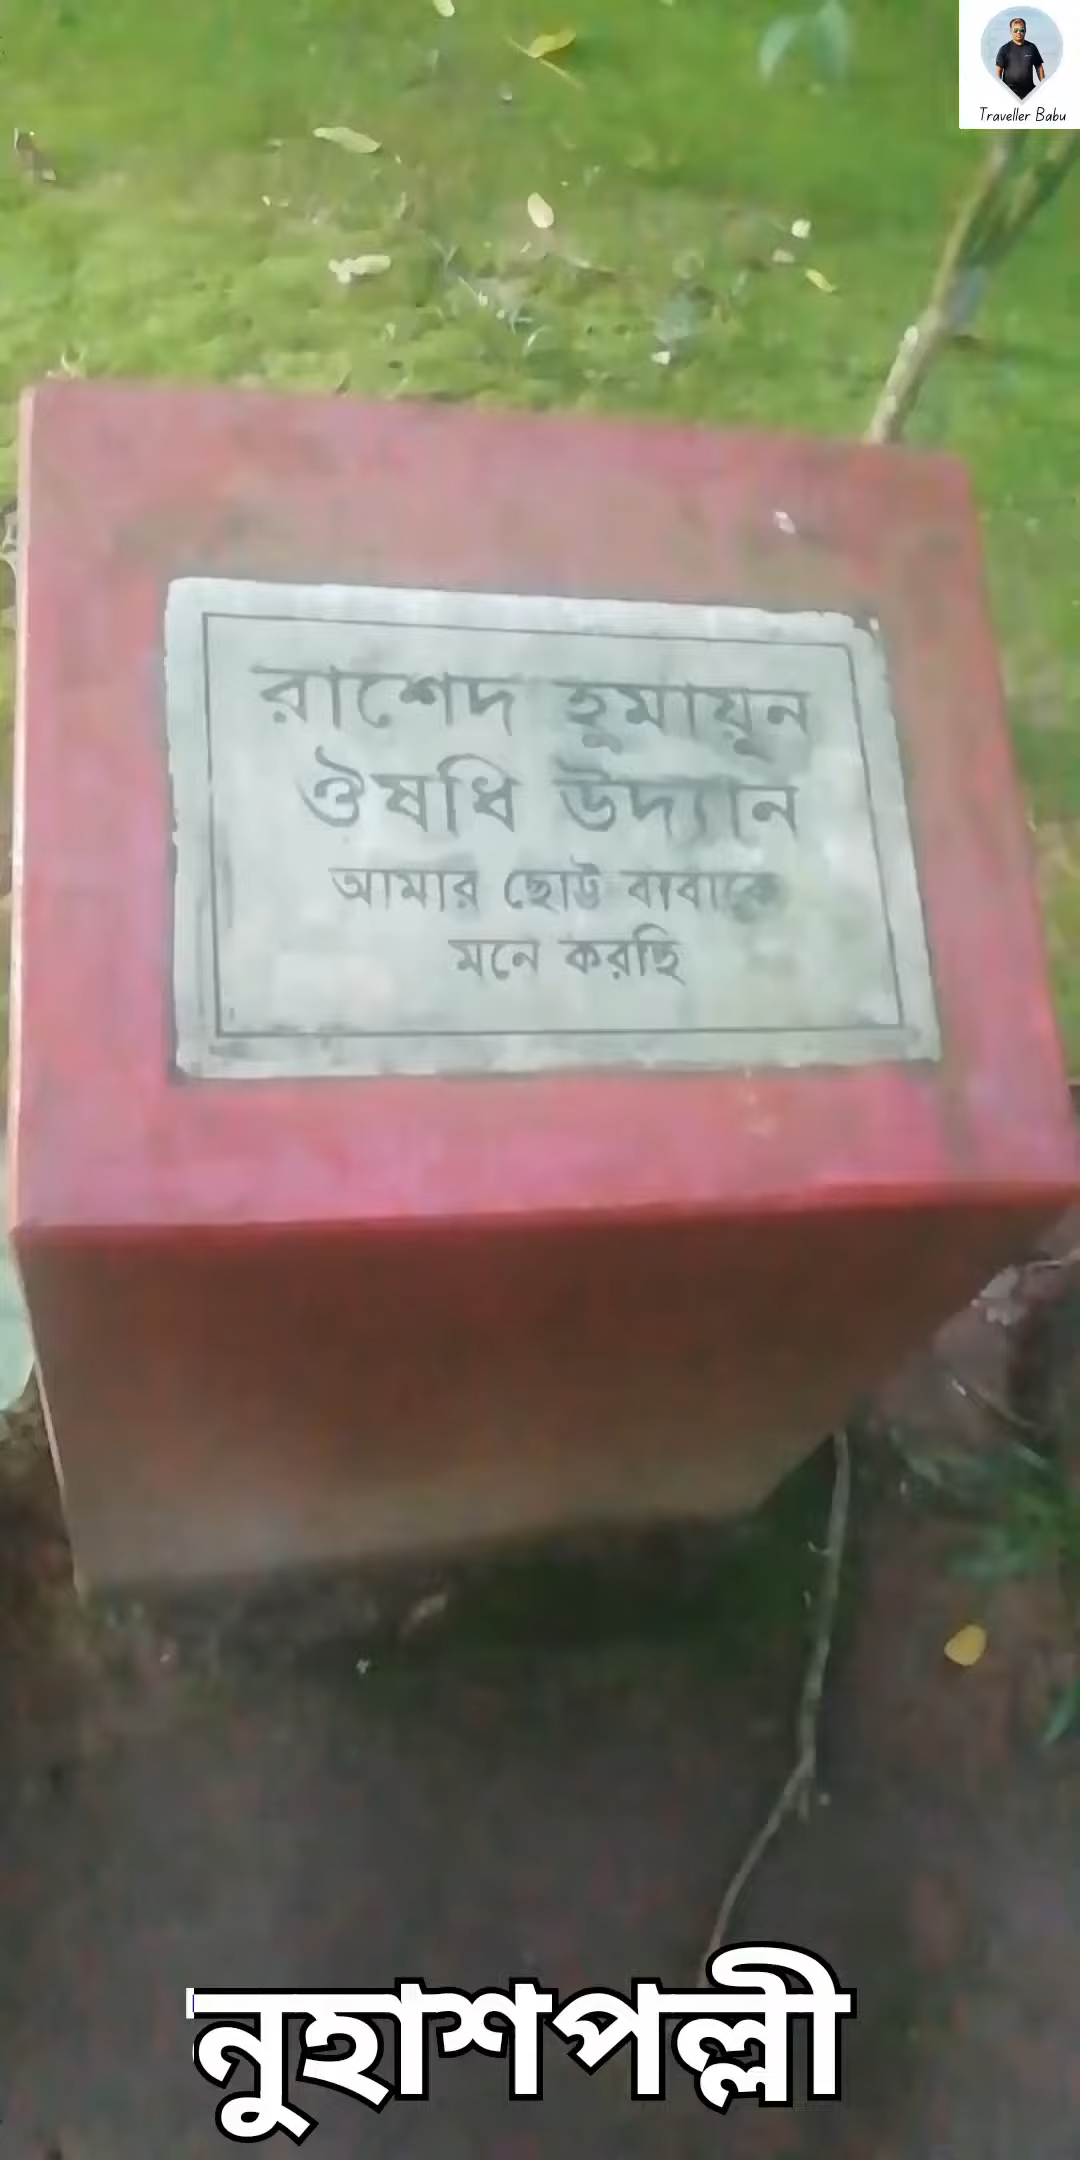 Traveller Babu
রাশেদ হুমায়ূন
ঔষধি উদ্যান
আমার ছোট্ট বাবাকে
মনে করছি
নুহাশপল্লী